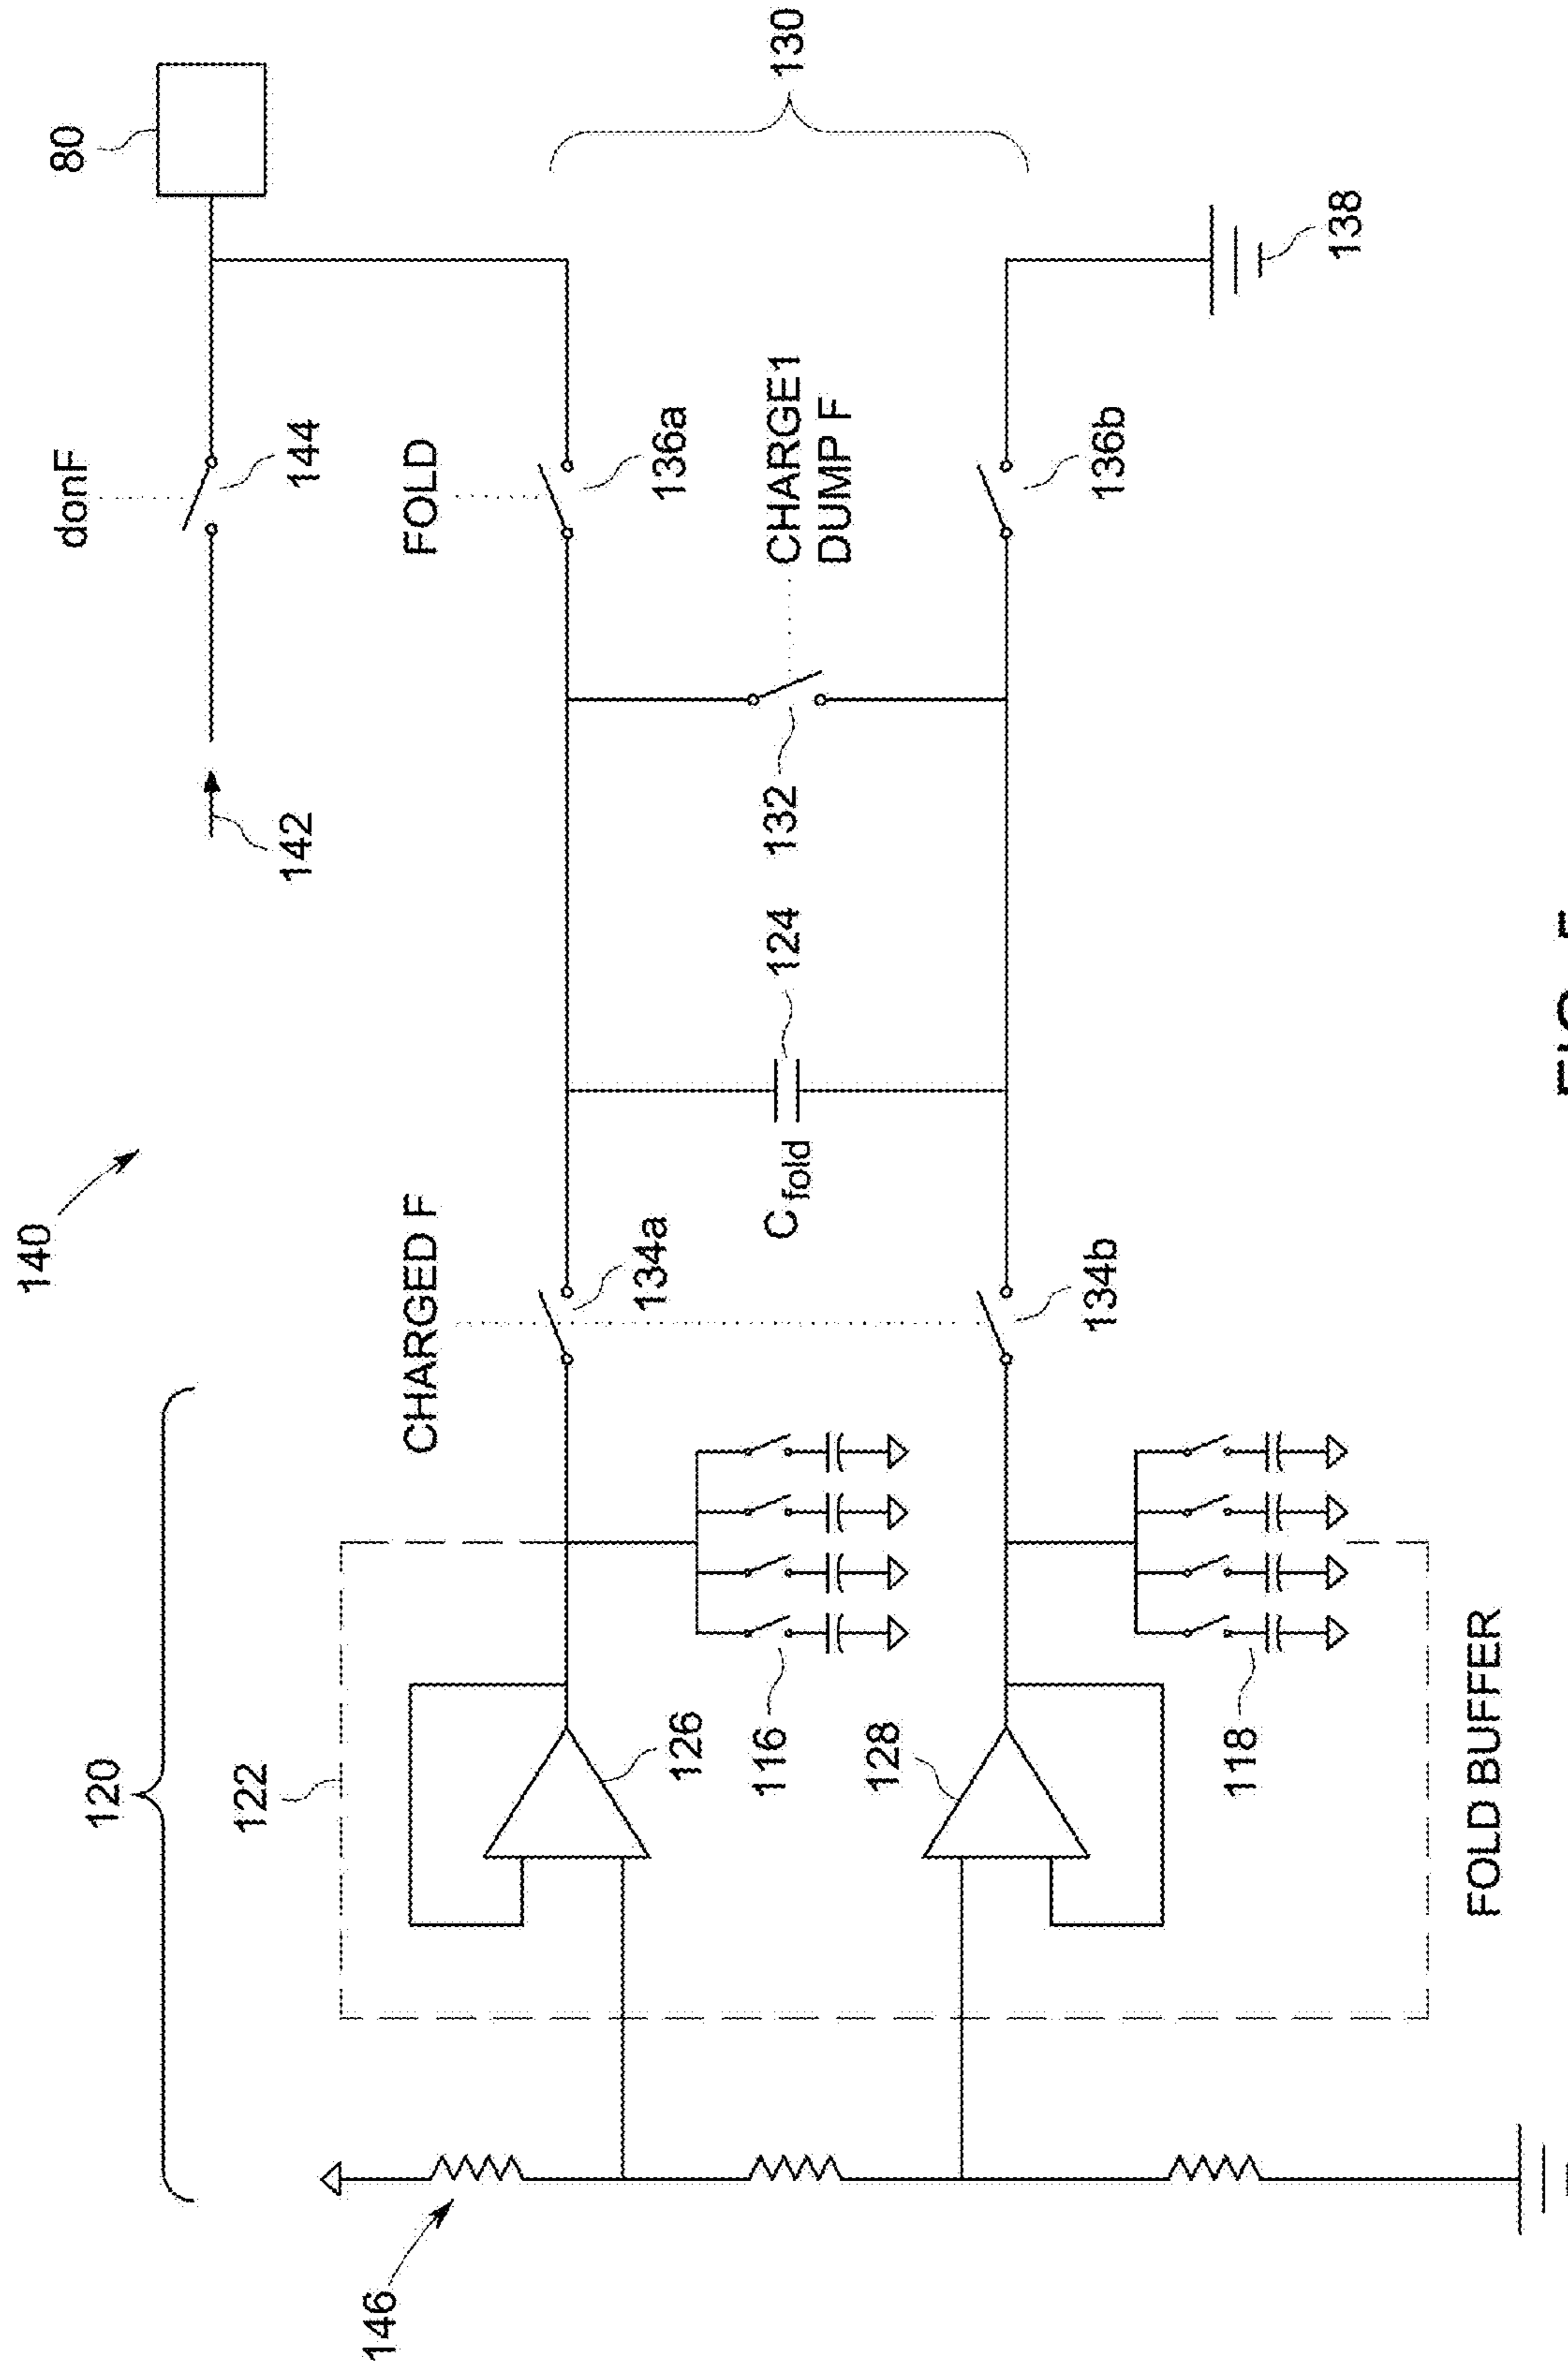 140
120
122
146
126
116
128
118
FOLD BUFFER
CHARGED F
134a
134b
C fold
124
132
CHARGE1
DUMP F
142
donF
144
FOLD
136a
136b
80
130
138